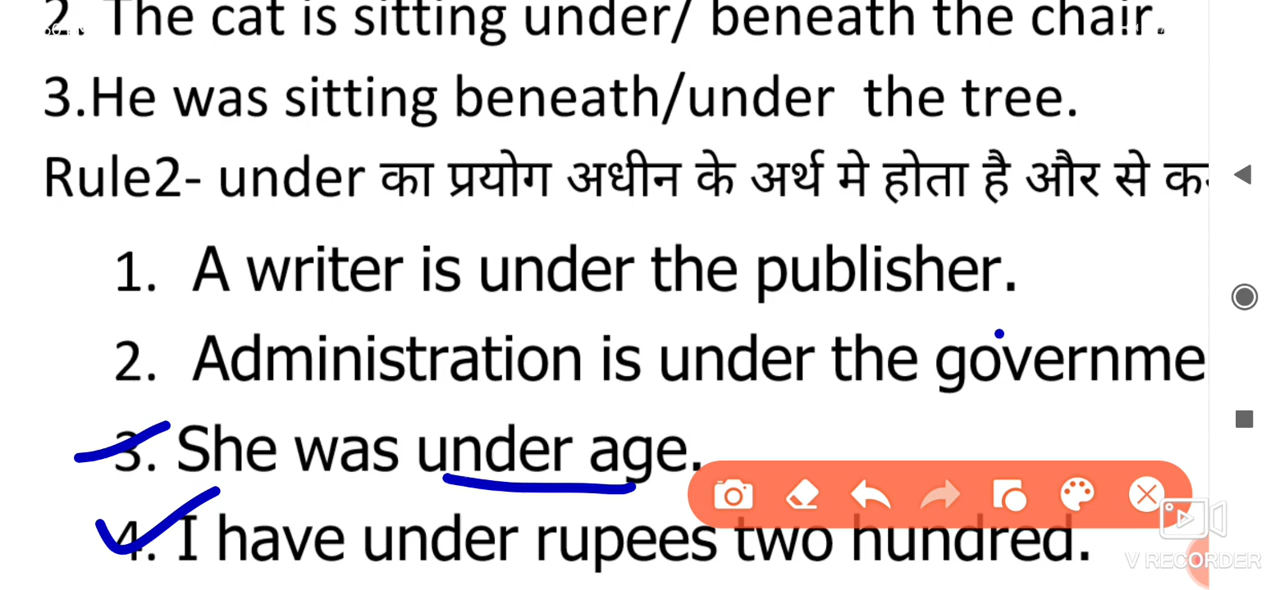 2. The cat is sitting under/ beneath the chair.
3.He was sitting beneath/under the tree.
Rule2- under का प्रयोग अधीन के अर्थ मे होता है और से
1. A writer is under the publisher.
2. Administration is under the governme
3. She was under age.
4. I have under rupees two hundred.
V RECORDER